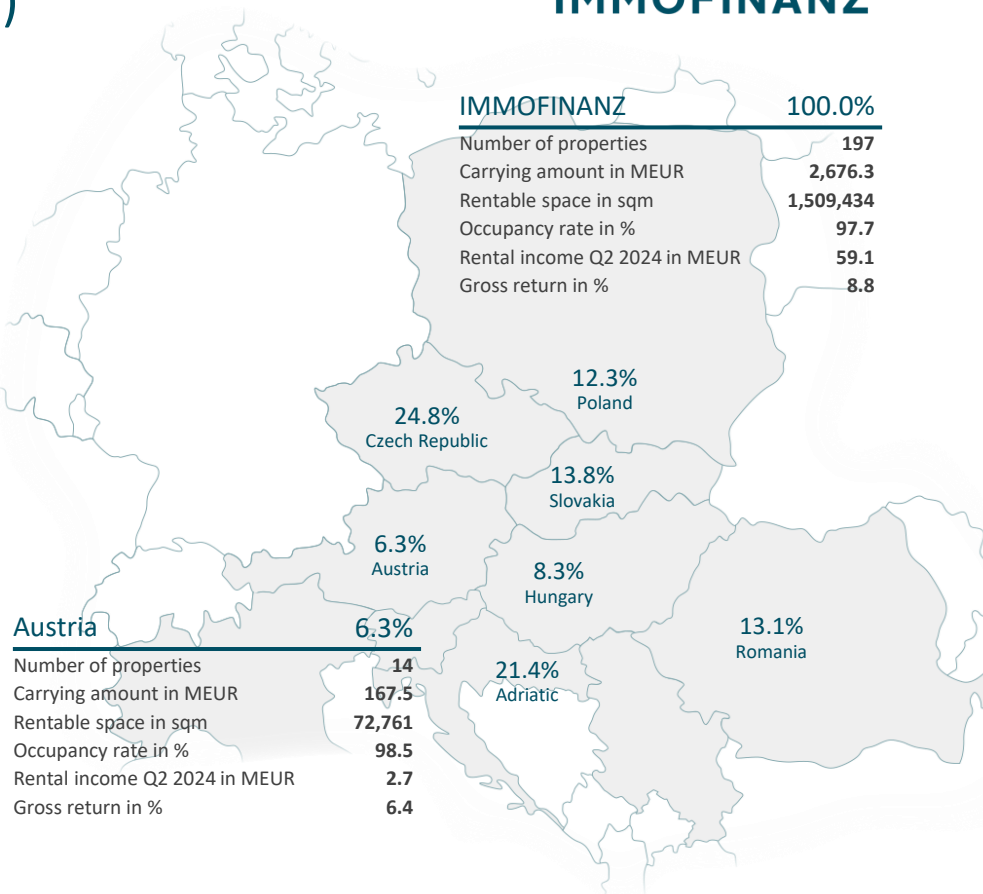 )
IMMOFINANZ
IMMOFINANZ 100.0%
Number of properties 197
Carrying amount in MEUR 2,676.3
Rentable space in sqm 1,509,434
Occupancy rate in % 97.7
Rental income Q2 2024 in MEUR 59.1
Gross return in % 8.8
12.3%
Poland
24.8%
Czech Republic
13.8%
Slovakia
6.3%
Austria
8.3%
Hungary
13.1%
Romania
21.4%
Adriatic
Austria 6.3%
Number of properties 14
Carrying amount in MEUR 167.5
Rentable space in sqm 72,761
Occupancy rate in % 98.5
Rental income Q2 2024 in MEUR 2.7
Gross return in % 6.4